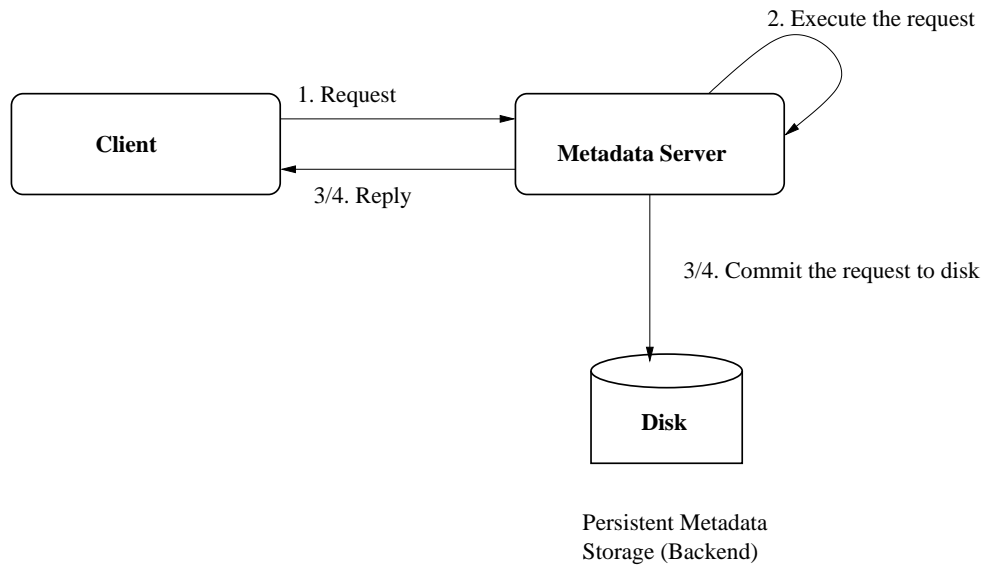 2. Execute the request
1. Request
Client
Metadata Server
3/4. Reply
3/4. Commit the request to disk
Disk
Persistent Metadata
Storage (Backend)